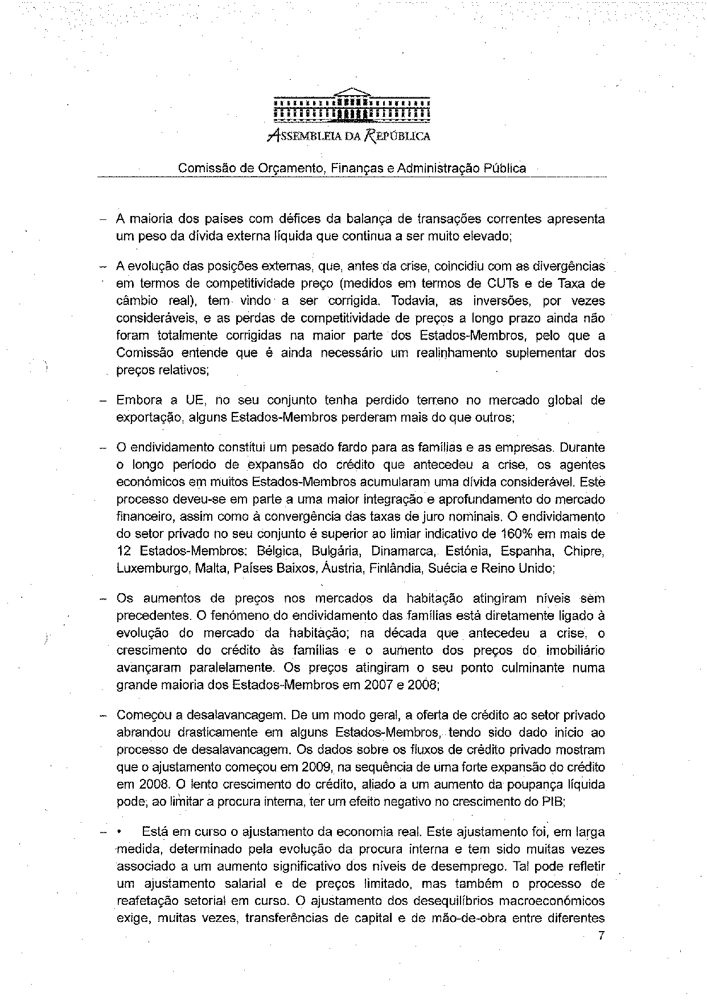 ASSEMBLEIA DA REPÚBLICA
Comissão de Orçamento, Finanças e Administração Pública
– A maioria dos países com défices da balança de transações correntes apresenta
um peso da dívida externa líquida que continua a ser muito elevado;
– A evolução das posições externas, que, antes da crise, coincidiu com as divergências
em termos de competitividade preço (medidos em termos de CUTs e de Taxa de
câmbio real), tem vindo a ser corrigida. Todavia, as inversões, por vezes
consideráveis, e as perdas de competitividade de preços a longo prazo ainda não
foram totalmente corrigidas na maior parte dos Estados-Membros, pelo que a
Comissão entende que é ainda necessário um realinhamento suplementar dos
preços relativos;
– Embora a UE, no seu conjunto tenha perdido terreno no mercado global de
exportação, alguns Estados-Membros perderam mais do que outros;
– O endividamento constitui um pesado fardo para as famílias e as empresas. Durante
o longo período de expansão do crédito que antecedeu a crise, os agentes
económicos em muitos Estados-Membros acumularam uma dívida considerável. Este
processo deveu-se em parte a uma maior integração e aprofundamento do mercado
financeiro, assim como à convergência das taxas de juro nominais. O endividamento
do setor privado no seu conjunto é superior ao limiar indicativo de 160% em mais de
12 Estados-Membros: Bélgica, Bulgária, Dinamarca, Estónia, Espanha, Chipre,
Luxemburgo, Malta, Países Baixos, Áustria, Finlândia, Suécia e Reino Unido;
– Os aumentos de preços nos mercados da habitação atingiram níveis sem
precedentes. O fenómeno do endividamento das famílias está diretamente ligado à
evolução do mercado da habitação; na década que antecedeu a crise, o
crescimento do crédito às famílias e o aumento dos preços do imobiliário
avançaram paralelamente. Os preços atingiram o seu ponto culminante numa
grande maioria dos Estados-Membros em 2007 e 2008;
– Começou a desalavancagem. De um modo geral, a oferta de crédito ao setor privado
abrandou drasticamente em alguns Estados-Membros, tendo sido dado início ao
processo de desalavancagem. Os dados sobre os fluxos de crédito privado mostram
que o ajustamento começou em 2009, na sequência de uma forte expansão do crédito
em 2008. O lento crescimento do crédito, aliado a um aumento da poupança líquida
pode, ao limitar a procura interna, ter um efeito negativo no crescimento do PIB;
– • Está em curso o ajustamento da economia real. Este ajustamento foi, em larga
medida, determinado pela evolução da procura interna e tem sido muitas vezes
associado a um aumento significativo dos níveis de desemprego. Tal pode refletir
um ajustamento salarial e de preços limitado, mas também o processo de
reafetação setorial em curso. O ajustamento dos desequilíbrios macroeconómicos
exige, muitas vezes, transferências de capital e de mão-de-obra entre diferentes
7